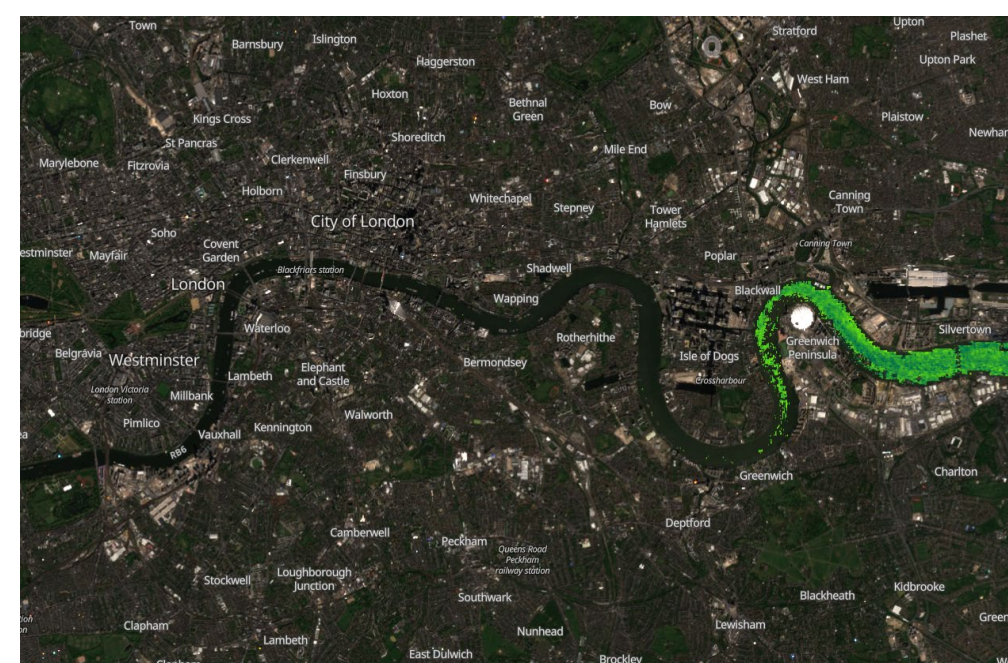 Town
Barnsbury
Islington
Haggerston
Stratford
Upton
Plashet
Upton Park
Hoxton
Bethnal
Green
Bow
West Ham
Kings Cross
St Pancras
Shoreditch
Mile End
Plaistow
Newham
Marylebone
Fitzrovia
Clerkenwell
Finsbury
Holborn
Whitechapel
Stepney
Tower
Hamlets
Canning
Town
City of London
Soho
Covent
Garden
estminster
Mayfair
Poplar
Canning Town
Blackfriars station
Shadwell
London
Blackwall
Wapping
bridge
Waterloo
Rotherhithe
Silvertown
Greenwich
Peninsula
Belgravia
Westminster
Bermondsey
Isle of Dogs
Lambeth
Elephant
and Castle
Crossharbour
London Victoria
station
Millbank
Walworth
Pimlico
Kennington
Vauxhall
ea
RB6
Greenwich
Charlton
Deptford
Camberwell
Peckham
Queens Road
Peckham
railway station
Stockwell
Loughborough
Junction
Southwark
Blackheath
Kidbrooke
Clapham
Lambeth
Nunhead
Lewisham
Green
East Dulwich
Brockley